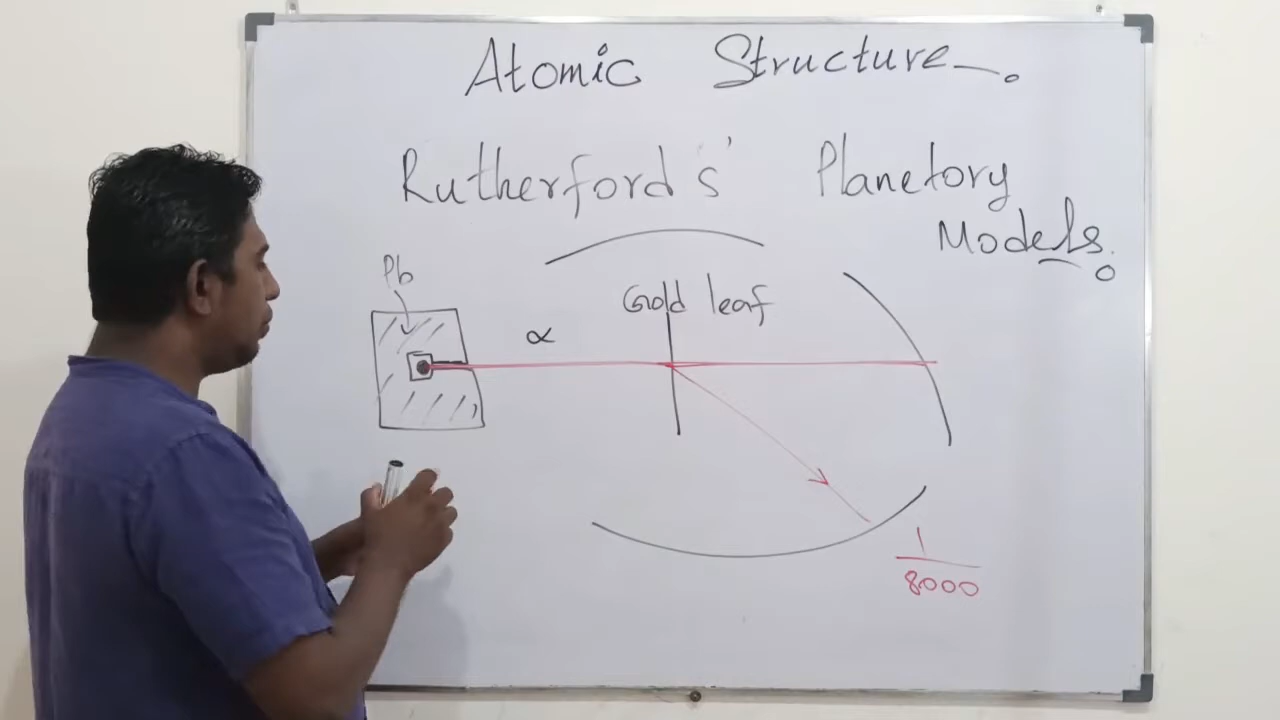 Atomic Structure.
Rutherford's' Planetory
Models.
Pb
Gold leaf
α
1
8000